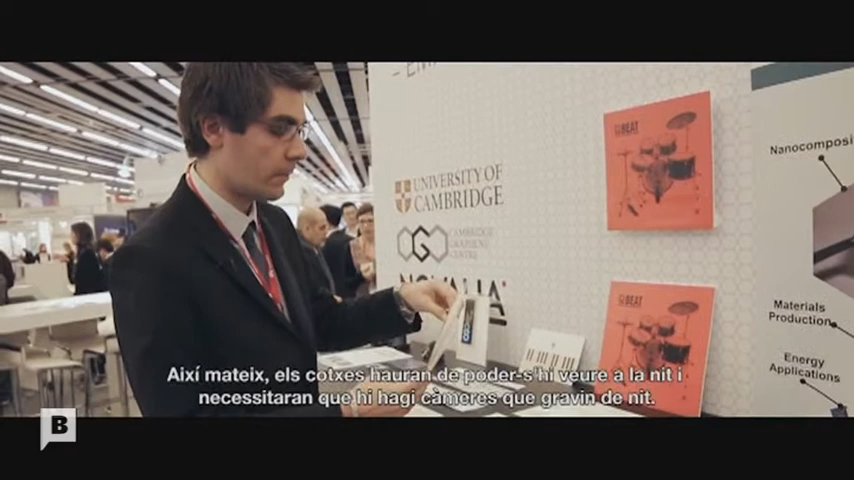 UNIVERSITY OF
CAMBRIDGE
CAMBRIDGE
GRAPHENE
CENTRE
NOVALIA
BEAT
BEAT
Nanocomposi
Materials
Production
Energy
Applications
Així mateix, els cotxes hauran de poder-s'hi veure a la nit i
necessitaran que hi hagi càmeres que gravin de nit.
B